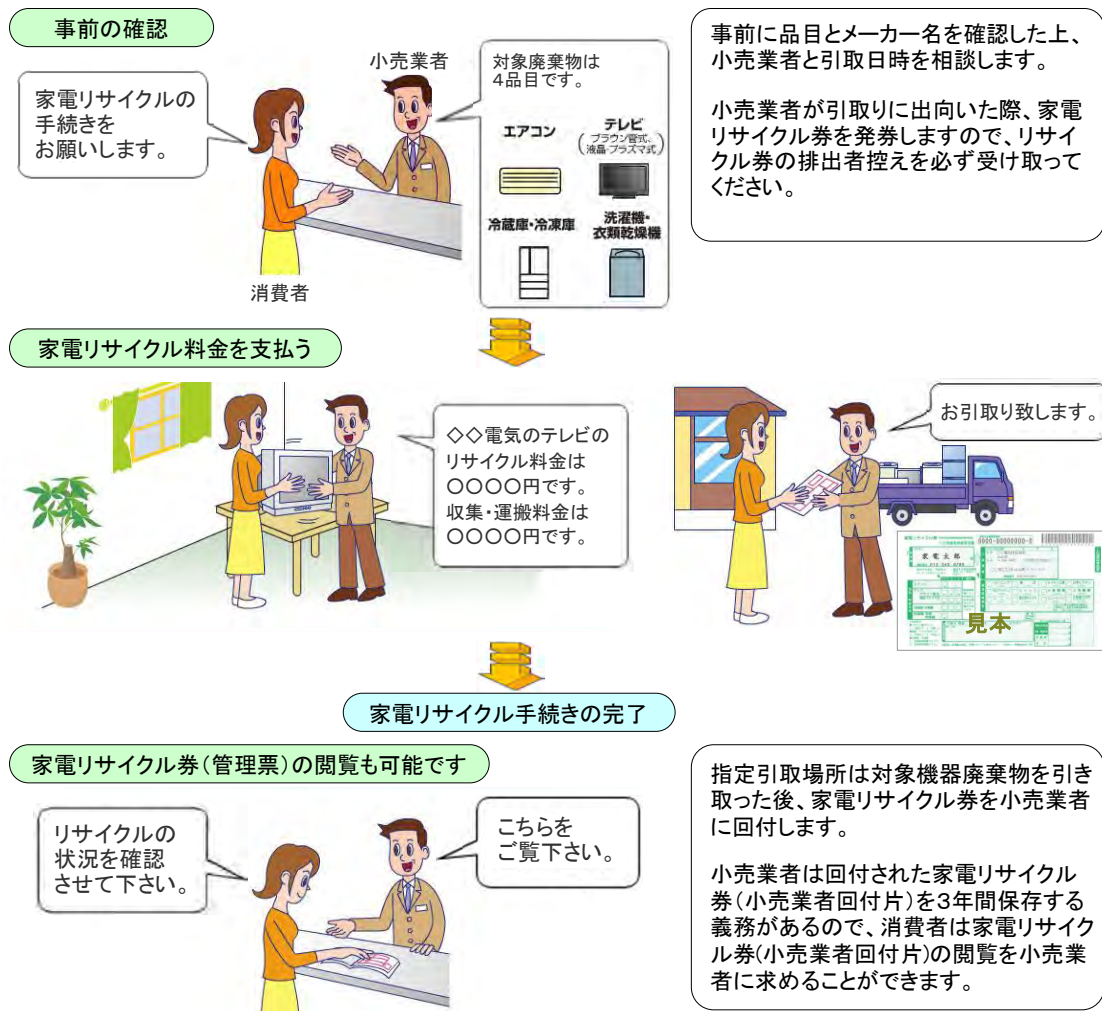 事前の確認
家電リサイクルの
手続きを
お願いします。
小売業者
消費者
対象廃棄物は
4品目です。
エアコン
テレビ
(ブラウン管式、
液晶・プラズマ式)
冷蔵庫・冷凍庫
洗濯機・
衣類乾燥機
事前に品目とメーカー名を確認した上、
小売業者と引取日時を相談します。
小売業者が引取りに出向いた際、家電
リサイクル券を発券しますので、リサイ
クル券の排出者控えを必ず受け取って
ください。
家電リサイクル料金を支払う
◇◇電気のテレビの
リサイクル料金は
〇〇〇〇円です。
収集・運搬料金は
〇〇〇〇円です。
お引取り致します。
0000-00000000-0
家電太郎
見本
家電リサイクル手続きの完了
家電リサイクル券(管理票)の閲覧も可能です
リサイクルの
状況を確認
させて下さい。
こちらを
ご覧下さい。
指定引取場所は対象機器廃棄物を引き
取った後、家電リサイクル券を小売業者
に回付します。
小売業者は回付された家電リサイクル
券(小売業者回付片)を3年間保存する
義務があるので、消費者は家電リサイク
ル券(小売業者回付片)の閲覧を小売業
者に求めることができます。